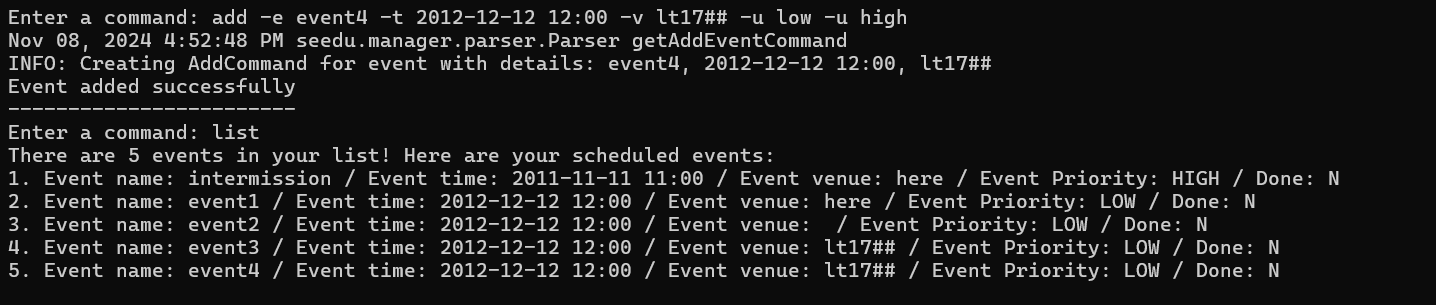 Enter a command: add -e event4 -t 2012-12-12 12:00 -v lt17## -u low -u high
Nov 08, 2024 4:52:48 PM seedu.manager.parser.Parser getAddEventCommand
INFO: Creating AddCommand for event with details: event4, 2012-12-12 12:00, lt17##
Event added successfully
------------------------
Enter a command: list
There are 5 events in your list! Here are your scheduled events:
1. Event name: intermission / Event time: 2011-11-11 11:00 / Event venue: here / Event Priority: HIGH / Done: N
2. Event name: event1 / Event time: 2012-12-12 12:00 / Event venue: here / Event Priority: LOW / Done: N
3. Event name: event2 / Event time: 2012-12-12 12:00 / Event venue:  / Event Priority: LOW / Done: N
4. Event name: event3 / Event time: 2012-12-12 12:00 / Event venue: lt17## / Event Priority: LOW / Done: N
5. Event name: event4 / Event time: 2012-12-12 12:00 / Event venue: lt17## / Event Priority: LOW / Done: N